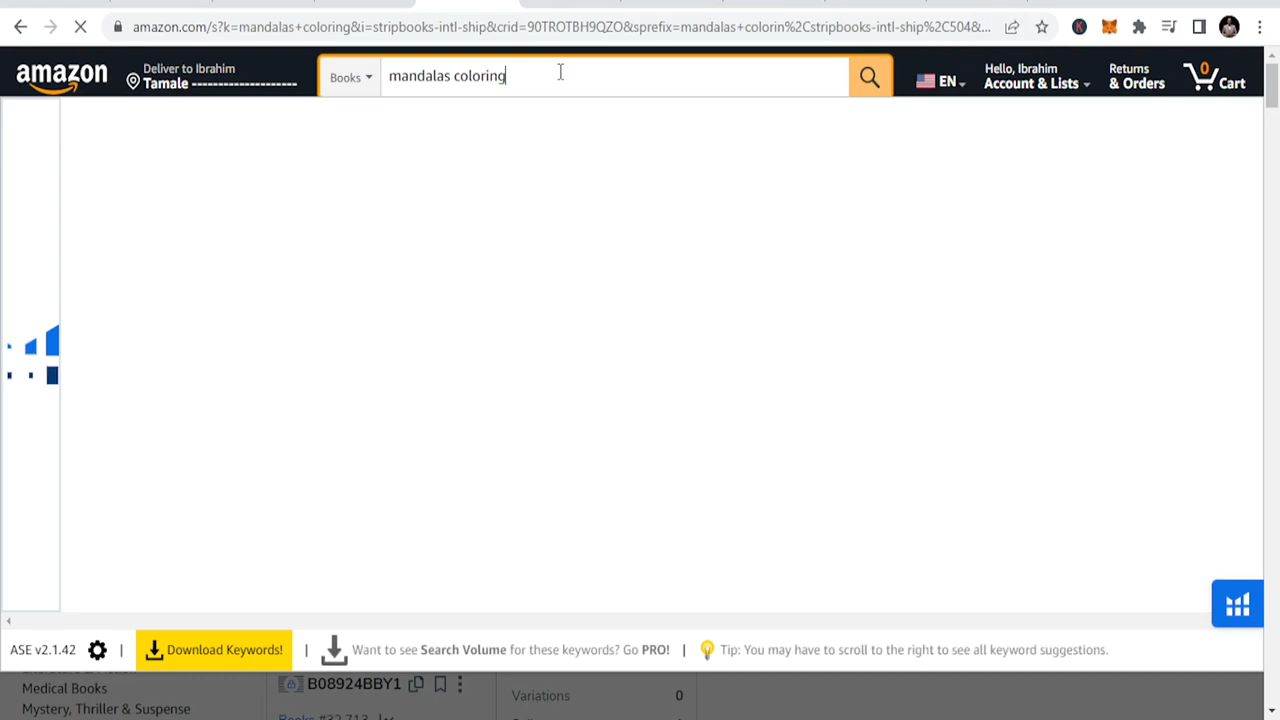 amazon.com/s?k=mandalas+coloring&i=stripbooks-intl-ship&crid=90TROTBH9QZO&sprefix=mandalas+colorin%2Cstripbooks-intl-ship%2C504&...
amazon
Deliver to Ibrahim
Tamale ------------------
Books
mandalas coloring
EN
Hello, Ibrahim
Account & Lists
Returns
& Orders
0
Cart
ASE v2.1.42 | Download Keywords! | Want to see Search Volume for these keywords? Go PRO! | Tip: You may have to scroll to the right to see all keyword suggestions.
Medical Books
Mystery, Thriller & Suspense
B08924BBY1
Books #32,713
Variations 0